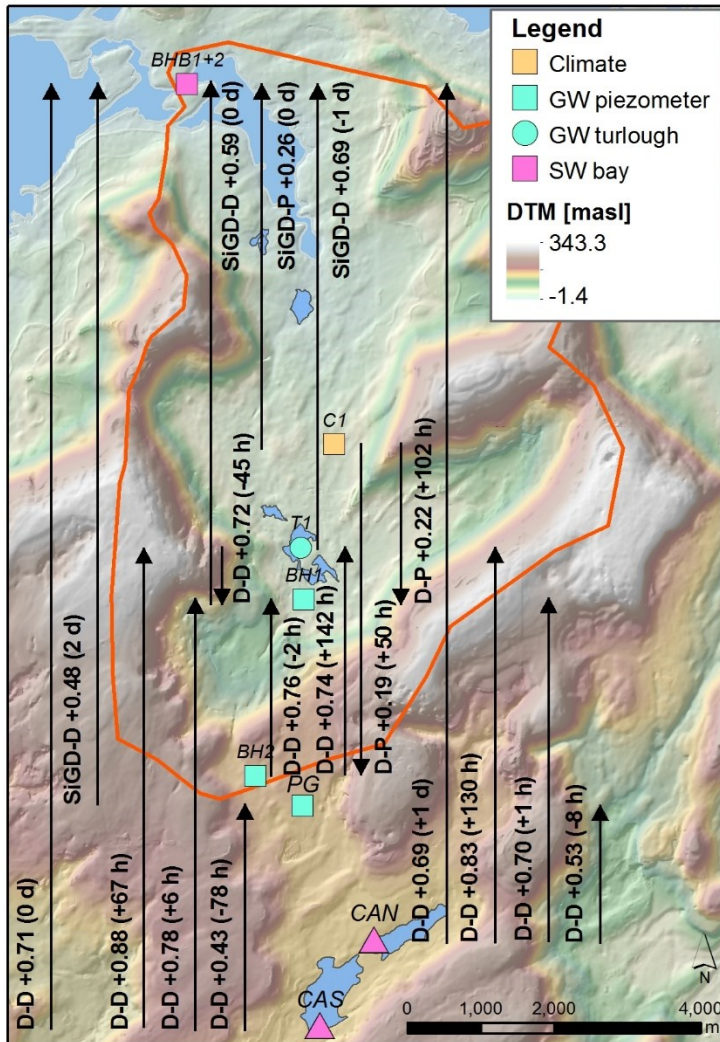 BHB1+2
Legend
Climate
GW piezometer
GW turlough
SW bay
DTM [masl]
343.3
-1.4
SiGD-D +0.59 (0 d)
SiGD-P +0.26 (0 d)
SiGD-D +0.69 (-1 d)
C1
D-D +0.72 (-45 h)
T1
BH1
D-P +0.22 (+102 h)
SiGD-D +0.48 (2 d)
D-D +0.76 (-2 h)
D-D +0.74 (+142 h)
D-P +0.19 (+50 h)
BH2
PG
D-D +0.71 (0 d)
D-D +0.88 (+67 h)
D-D +0.78 (+6 h)
D-D +0.43 (-78 h)
D-D +0.69 (+1 d)
D-D +0.83 (+130 h)
D-D +0.70 (+1 h)
D-D +0.53 (-8 h)
CAN
CAS
N
0 1,000 2,000 4,000
m